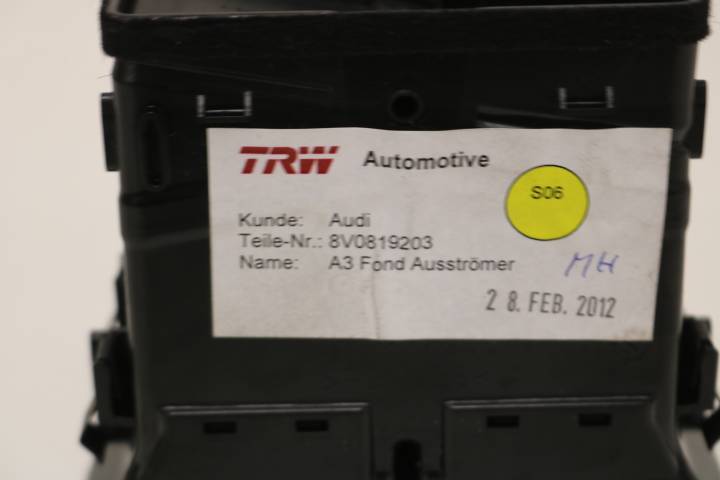 TRW Automotive
S06
Kunde: Audi
Teile-Nr.: 8V0819203
Name: A3 Fond Ausströmer
MH
28. FEB. 2012